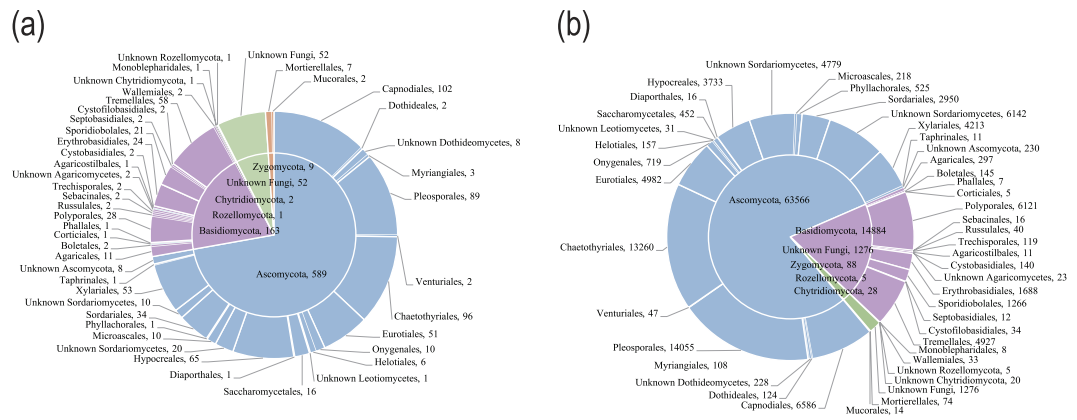 (a)
Unknown Rozellomycota, 1
Monoblepharidales, 1
Unknown Chytridiomycota, 1
Wallemiales, 2
Tremellales, 58
Cystofilobasidiales, 2
Septobasidiales, 2
Sporidiobolales, 21
Erythrobasidiales, 24
Cystobasidiales, 2
Agaricostilbales, 1
Unknown Agaricomycetes, 2
Trechisporales, 2
Sebacinales, 2
Russulales, 2
Polyporales, 28
Phallales, 1
Corticiales, 1
Boletales, 2
Agaricales, 11
Unknown Ascomycota, 8
Taphrinales, 1
Xylariales, 53
Unknown Sordariomycetes, 10
Sordariales, 34
Phyllachorales, 1
Microascales, 10
Unknown Sordariomycetes, 20
Hypocreales, 65
Diaporthales, 1
Saccharomycetales, 16
Unknown Leotiomycetes, 1
Helotiales, 6
Onygenales, 10
Eurotiales, 51
Chaetothyriales, 96
Venturiales, 2
Pleosporales, 89
Myriangiales, 3
Unknown Dothideomycetes, 8
Dothideales, 2
Capnodiales, 102
Mucorales, 2
Mortierellales, 7
Unknown Fungi, 52
Zygomycota, 9
Unknown Fungi, 52
Chytridiomycota, 2
Rozellomycota, 1
Basidiomycota, 163
Ascomycota, 589
(b)
Unknown Sordariomycetes, 4779
Hypocreales, 3733
Diaporthales, 16
Saccharomycetales, 452
Unknown Leotiomycetes, 31
Helotiales, 157
Onygenales, 719
Eurotiales, 4982
Chaetothyriales, 13260
Venturiales, 47
Pleosporales, 14055
Myriangiales, 108
Unknown Dothideomycetes, 228
Dothideales, 124
Capnodiales, 6586
Microascales, 218
Phyllachorales, 525
Sordariales, 2950
Unknown Sordariomycetes, 6142
Xylariales, 4213
Taphrinales, 11
Unknown Ascomycota, 230
Agaricales, 297
Boletales, 145
Phallales, 7
Corticiales, 5
Polyporales, 6121
Sebacinales, 16
Russulales, 40
Trechisporales, 119
Agaricostilbales, 11
Cystobasidiales, 140
Unknown Agaricomycetes, 23
Erythrobasidiales, 1688
Sporidiobolales, 1266
Septobasidiales, 12
Cystofilobasidiales, 34
Tremellales, 4927
Monoblepharidales, 8
Wallemiales, 33
Unknown Rozellomycota, 5
Unknown Chytridiomycota, 20
Unknown Fungi, 1276
Mortierellales, 74
Mucorales, 14
Ascomycota, 63566
Basidiomycota, 14884
Unknown Fungi, 1276
Zygomycota, 88
Rozellomycota, 5
Chytridiomycota, 28